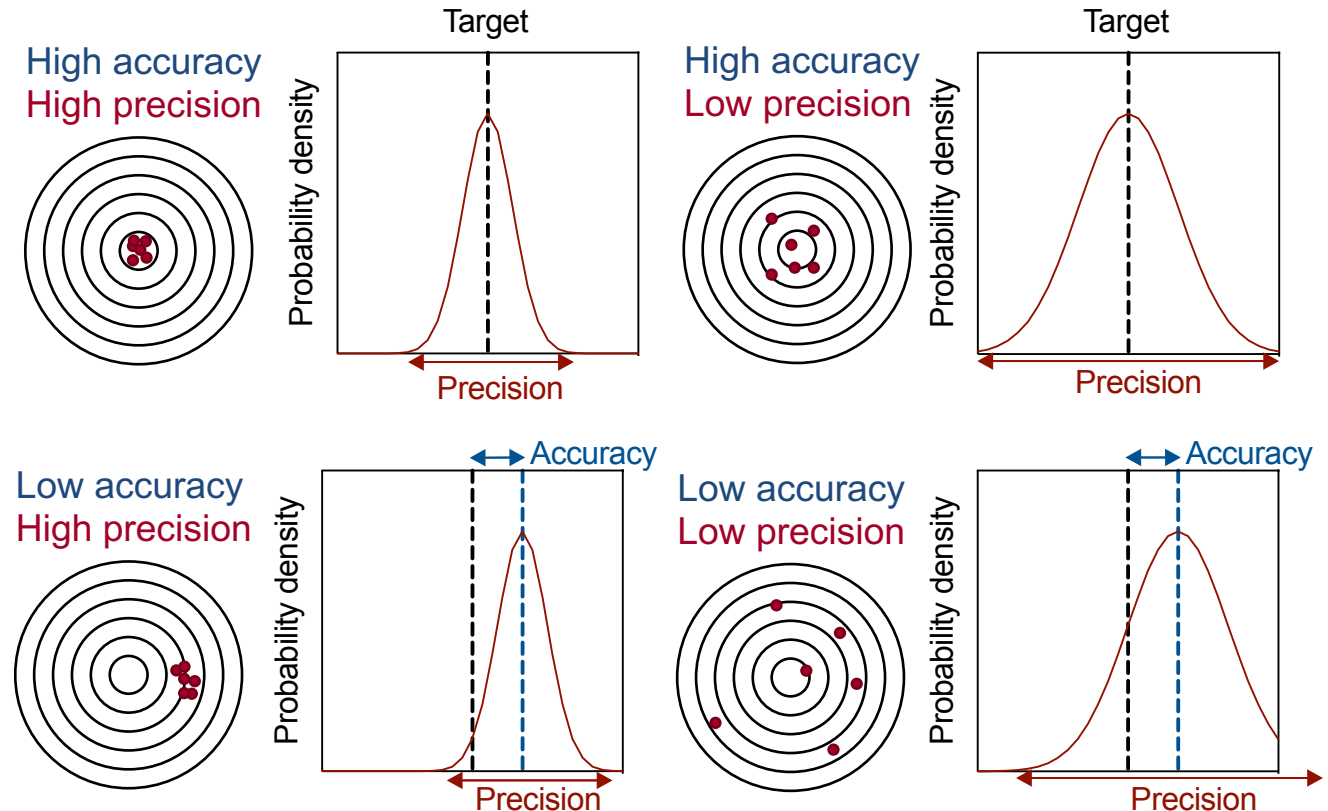 Target
High accuracy
High precision
Probability density
Precision
Target
High accuracy
Low precision
Probability density
Precision
Accuracy
Low accuracy
High precision
Probability density
Precision
Accuracy
Low accuracy
Low precision
Probability density
Precision